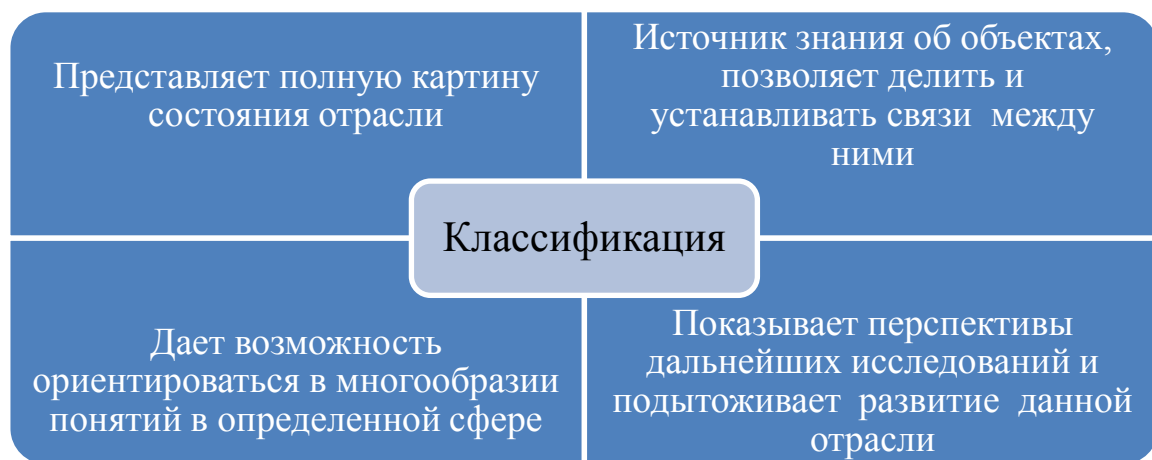 Представляет полную картину
состояния отрасли
Источник знания об объектах,
позволяет делить и
устанавливать связи между
ними
Классификация
Дает возможность
ориентироваться в многообразии
понятий в определенной сфере
Показывает перспективы
дальнейших исследований и
подытоживает развитие данной
отрасли